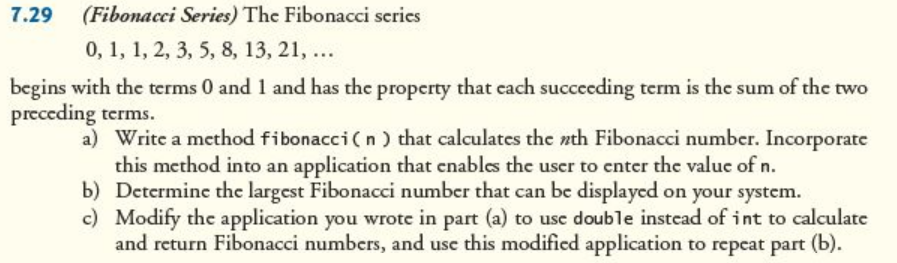 7.29 (Fibonacci Series) The Fibonacci series
0, 1, 1, 2, 3, 5, 8, 13, 21, ...
begins with the terms 0 and 1 and has the property that each succeeding term is the sum of the two
preceding terms.
a) Write a method fibonacci( n ) that calculates the nth Fibonacci number. Incorporate
this method into an application that enables the user to enter the value of n.
b) Determine the largest Fibonacci number that can be displayed on your system.
c) Modify the application you wrote in part (a) to use double instead of int to calculate
and return Fibonacci numbers, and use this modified application to repeat part (b).